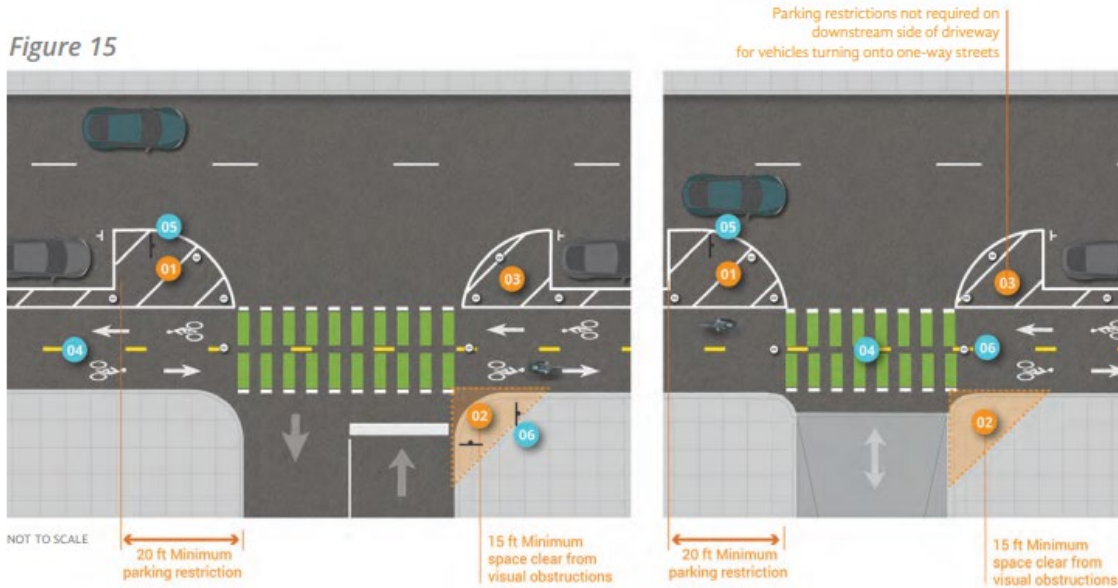 Figure 15
Parking restrictions not required on
downstream side of driveway
for vehicles turning onto one-way streets
05
01
03
04
02
06
NOT TO SCALE
20 ft Minimum
parking restriction
15 ft Minimum
space clear from
visual obstructions
05
01
03
04
06
02
20 ft Minimum
parking restriction
15 ft Minimum
space clear from
visual obstructions